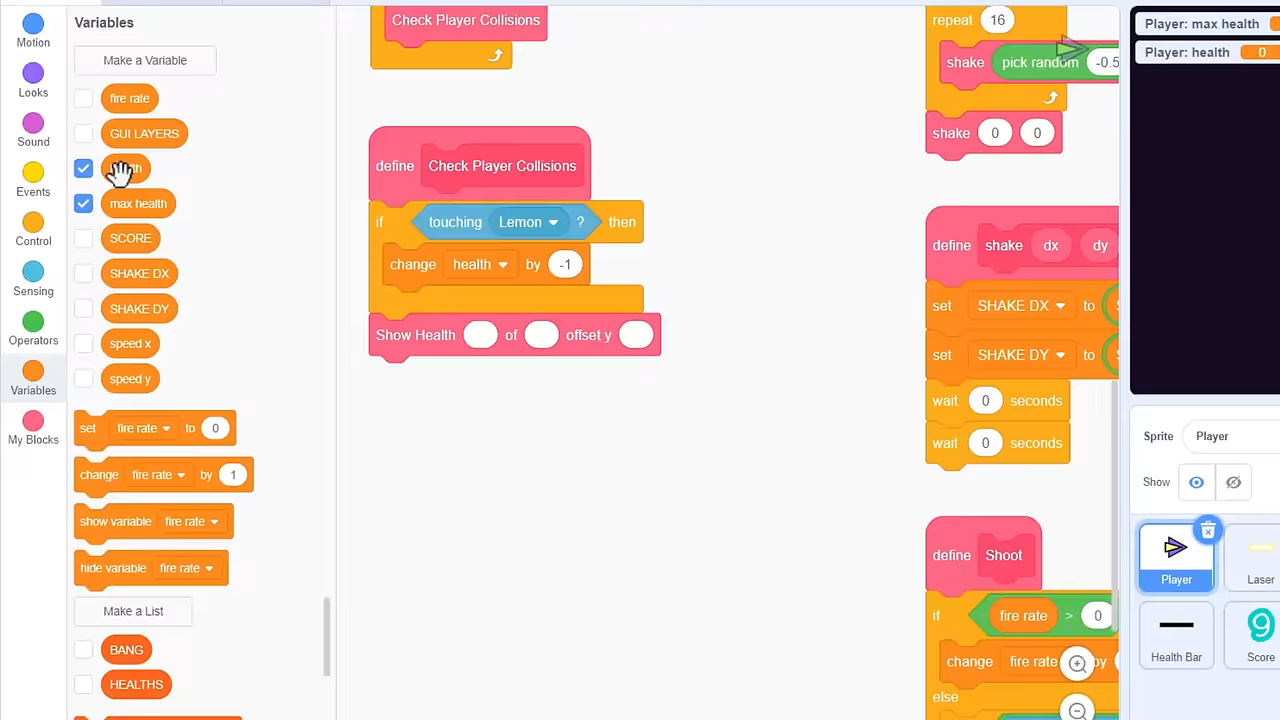 Motion
Looks
Sound
Events
Control
Sensing
Operators
Variables
My Blocks
Variables
Make a Variable
fire rate
GUI LAYERS
max health
SCORE
SHAKE DX
SHAKE DY
speed x
speed y
set fire rate to 0
change fire rate by 1
show variable fire rate
hide variable fire rate
Make a List
BANG
HEALTHS
Check Player Collisions
define Check Player Collisions
if touching Lemon ? then
change health by -1
Show Health of offset y
repeat 16
shake pick random -0.5
shake 0 0
define shake dx dy
set SHAKE DX to
set SHAKE DY to
wait 0 seconds
wait 0 seconds
define Shoot
if fire rate > 0
change fire rate by
else
Player: max health
Player: health 0
Sprite Player
Show
Player
Laser
Health Bar
Score